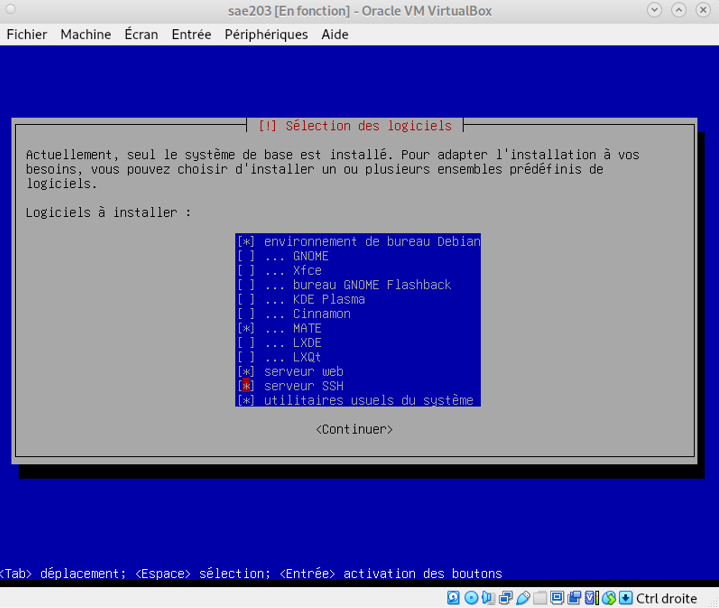 sae203 [En fonction] - Oracle VM VirtualBox
Fichier Machine Écran Entrée Périphériques Aide
[!] Sélection des logiciels
Actuellement, seul le système de base est installé. Pour adapter l'installation à vos
besoins, vous pouvez choisir d'installer un ou plusieurs ensembles prédéfinis de
logiciels.
Logiciels à installer :
[*] environnement de bureau Debian
[ ] ... GNOME
[ ] ... Xfce
[ ] ... bureau GNOME Flashback
[ ] ... KDE Plasma
[ ] ... Cinnamon
[*] ... MATE
[ ] ... LXDE
[ ] ... LXQt
[*] serveur web
[*] serveur SSH
[*] utilitaires usuels du système
<Continuer>
<Tab> déplacement; <Espace> sélection; <Entrée> activation des boutons
Ctrl droite